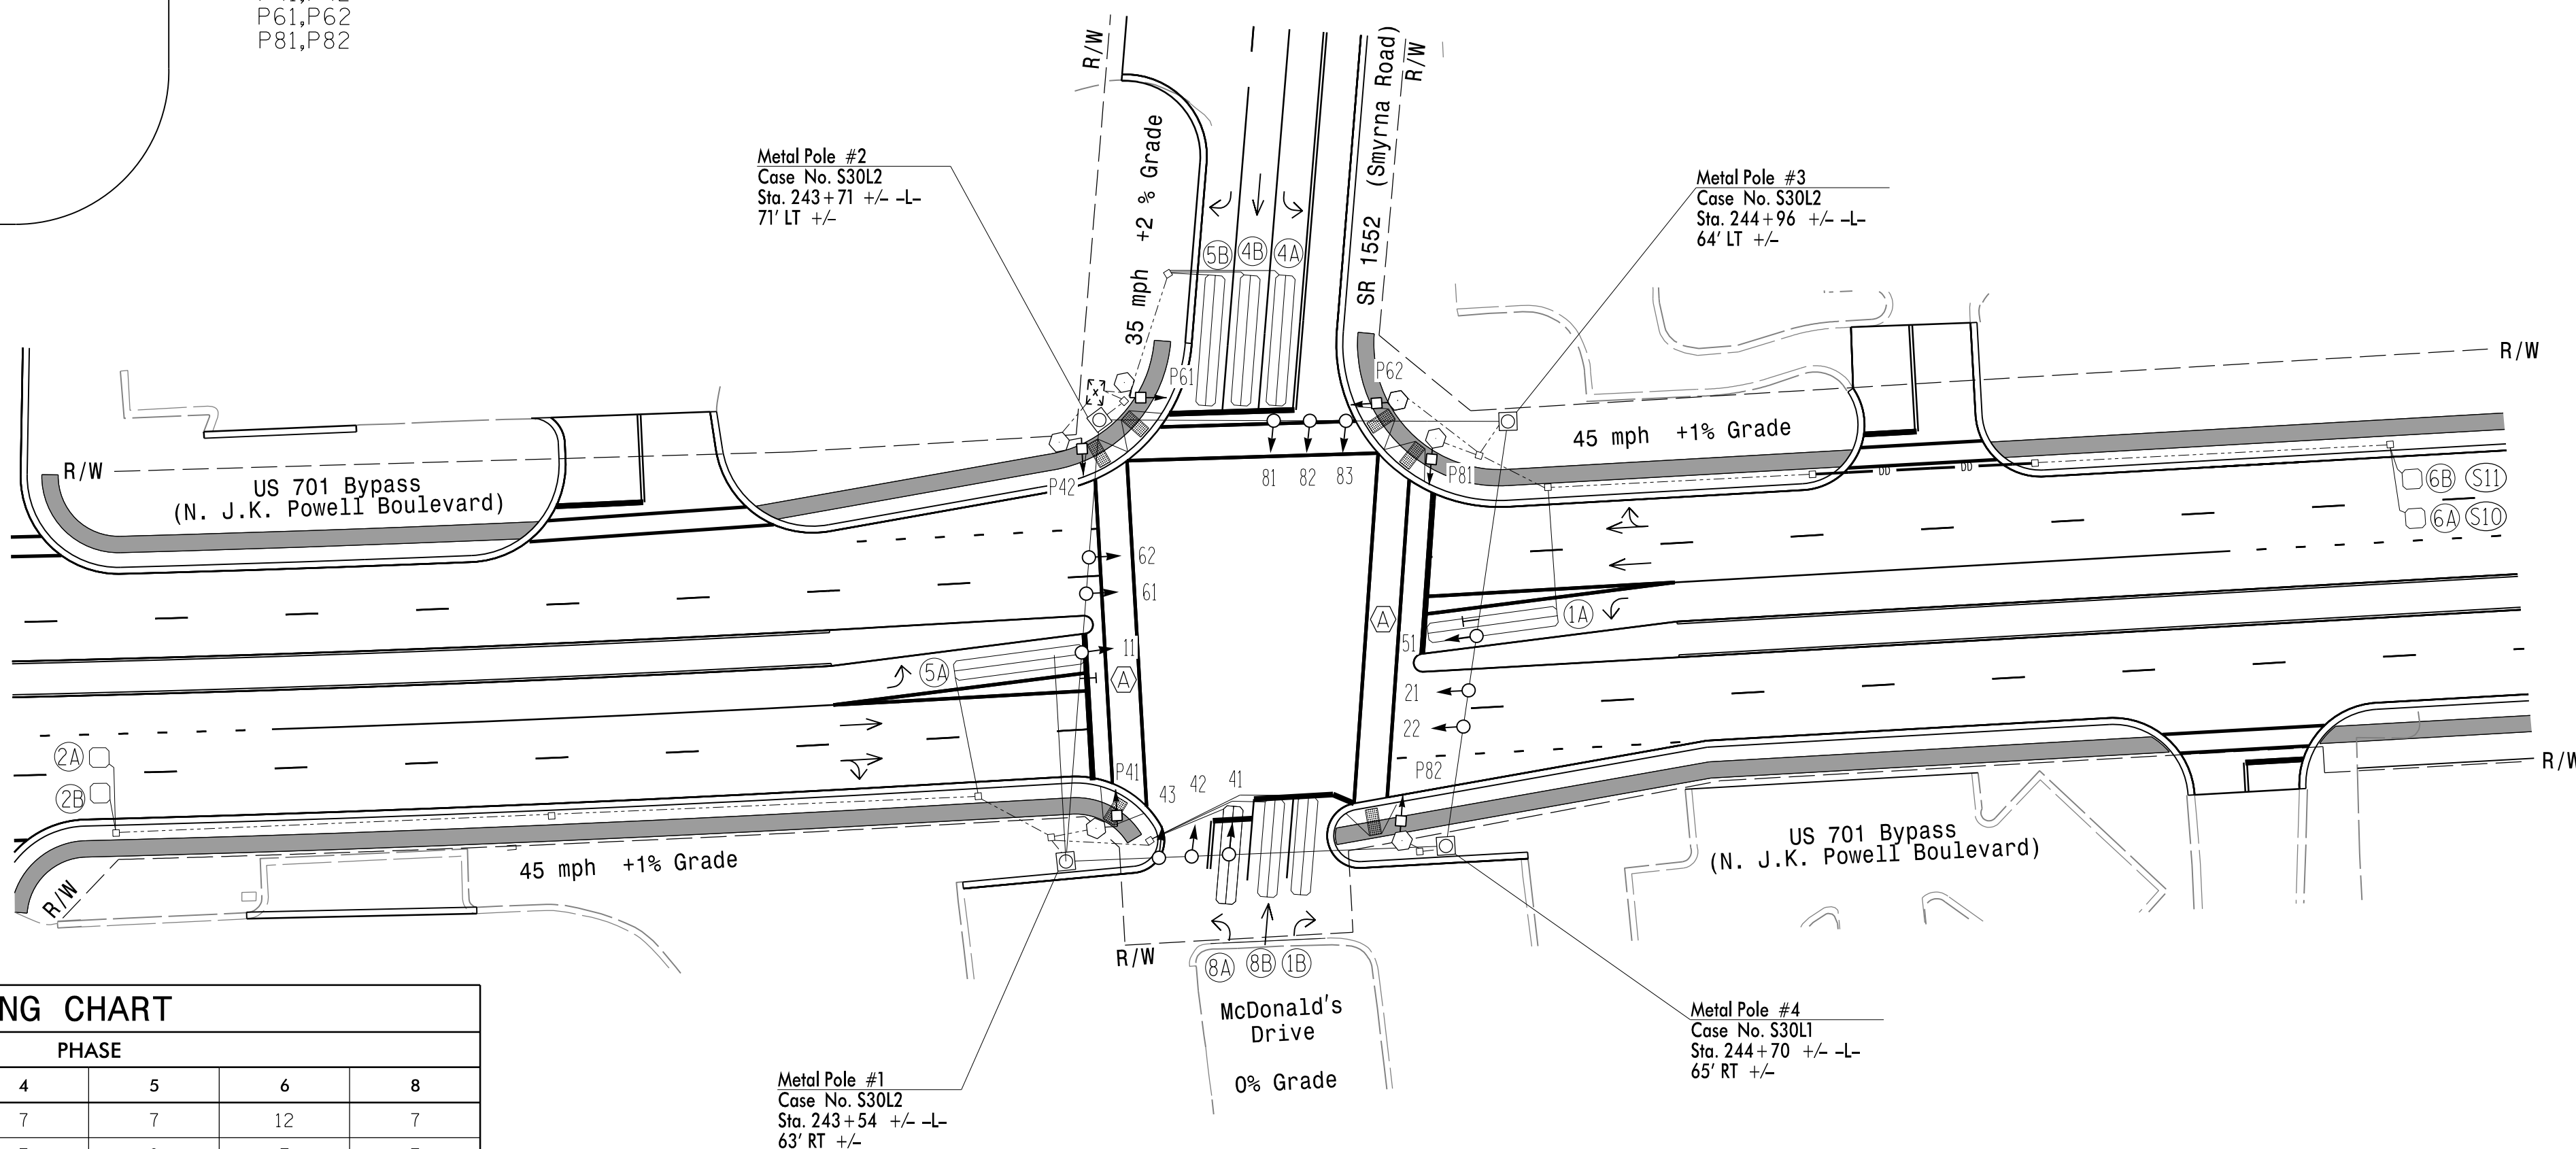 P61,P62
P81,P82
R/W
R/W
SR 1552 (Smyrna Road)
35 mph +2 % Grade
Metal Pole #2
Case No. S30L2
Sta. 243+71 +/- -L-
71' LT +/-
Metal Pole #3
Case No. S30L2
Sta. 244+96 +/- -L-
64' LT +/-
5B
4B
4A
P61
P62
R/W
45 mph +1% Grade
R/W
US 701 Bypass
(N. J.K. Powell Boulevard)
P42
81
82
83
P81
DD
DD
6B
S11
6A
S10
62
61
11
A
A
51
1A
5A
21
22
2A
2B
P41
43
42
41
P82
45 mph +1% Grade
R/W
US 701 Bypass
(N. J.K. Powell Boulevard)
R/W
R/W
8A
8B
1B
McDonald's
Drive
0% Grade
Metal Pole #4
Case No. S30L1
Sta. 244+70 +/- -L-
65' RT +/-
Metal Pole #1
Case No. S30L2
Sta. 243+54 +/- -L-
63' RT +/-
NG CHART
PHASE
4 5 6 8
7 7 12 7